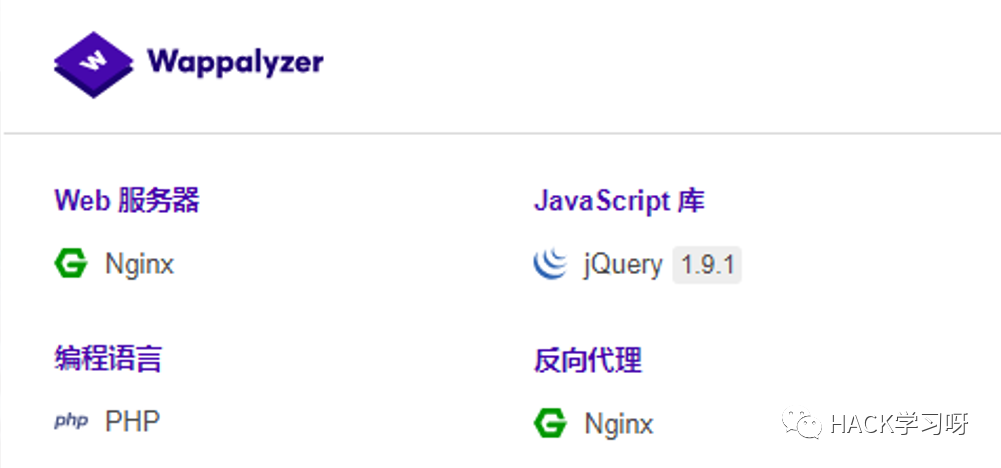 Wappalyzer
Web 服务器
Nginx
JavaScript 库
jQuery 1.9.1
编程语言
php PHP
反向代理
Nginx
HACK学习呀